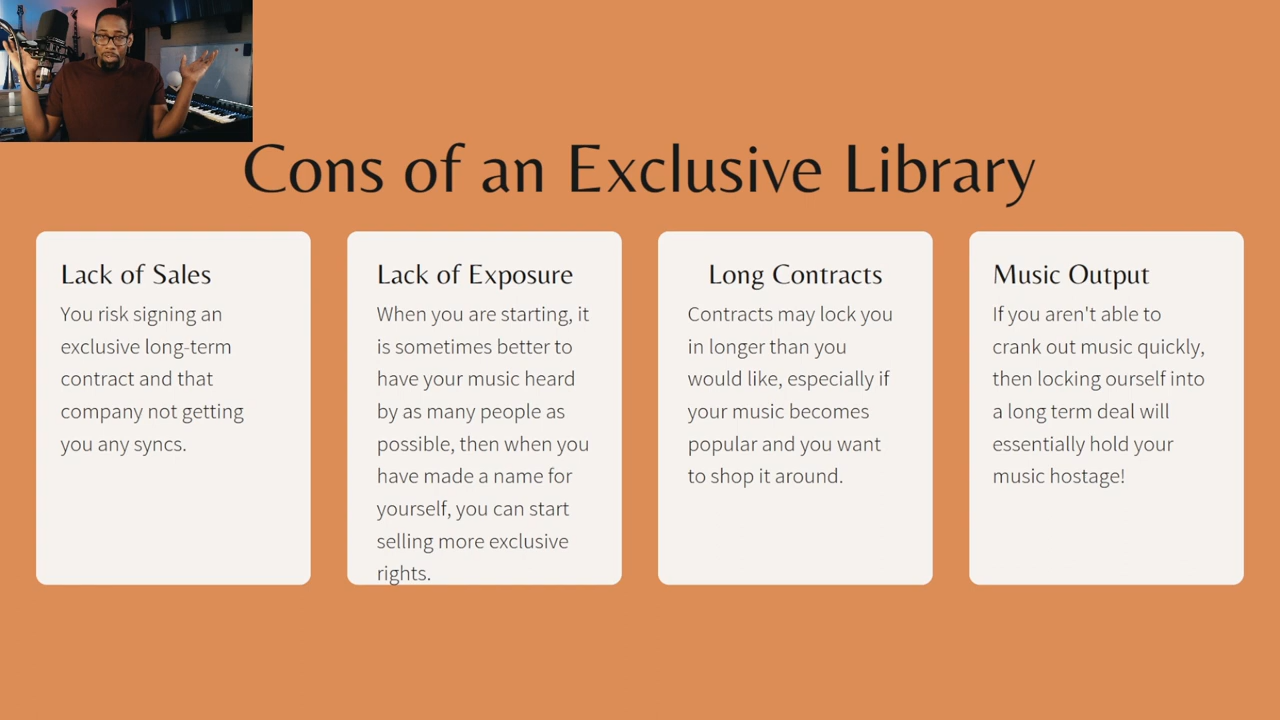 Cons of an Exclusive Library
Lack of Sales
You risk signing an
exclusive long-term
contract and that
company not getting
you any syncs.
Lack of Exposure
When you are starting, it
is sometimes better to
have your music heard
by as many people as
possible, then when you
have made a name for
yourself, you can start
selling more exclusive
rights.
Long Contracts
Contracts may lock you
in longer than you
would like, especially if
your music becomes
popular and you want
to shop it around.
Music Output
If you aren't able to
crank out music quickly,
then locking ourself into
a long term deal will
essentially hold your
music hostage!